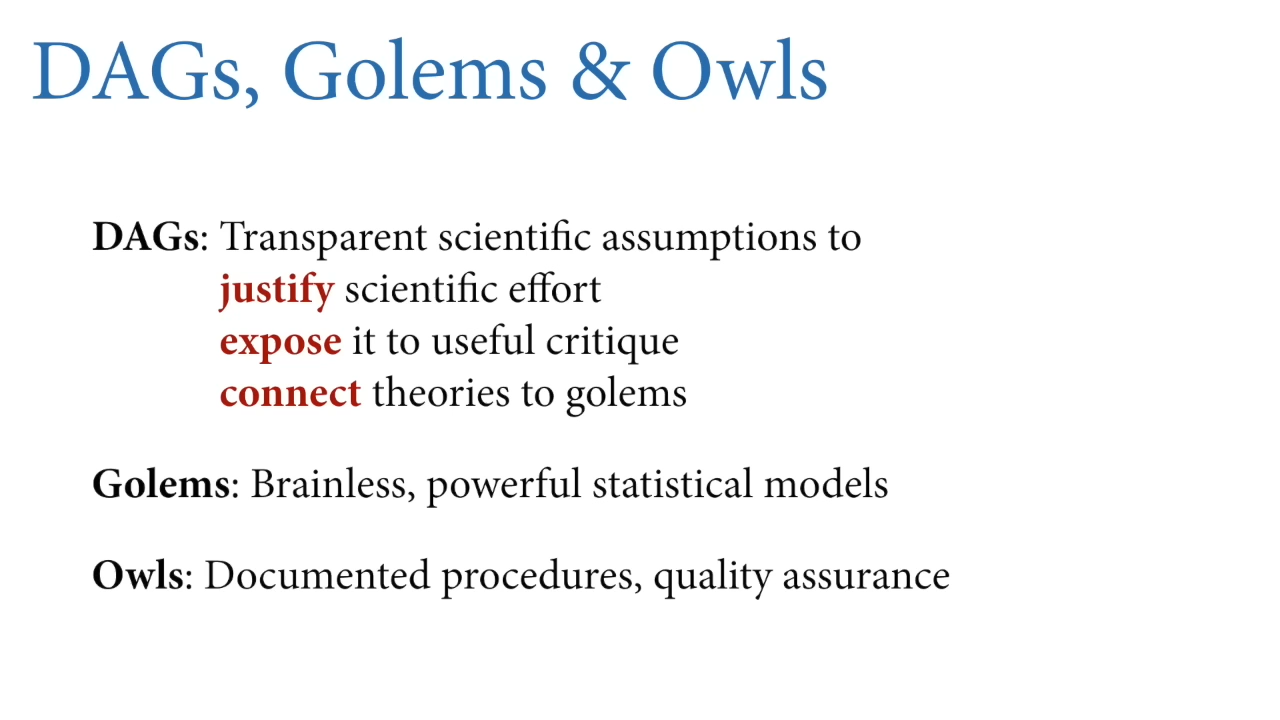 DAGs, Golems & Owls
DAGs: Transparent scientific assumptions to
justify scientific effort
expose it to useful critique
connect theories to golems
Golems: Brainless, powerful statistical models
Owls: Documented procedures, quality assurance